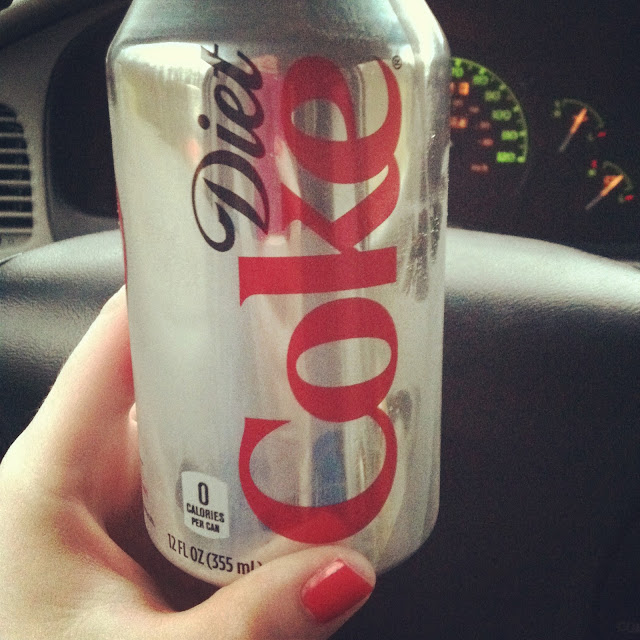 Diet
Coke®
0
CALORIES
PER CAN
12 FL OZ (355 mL)